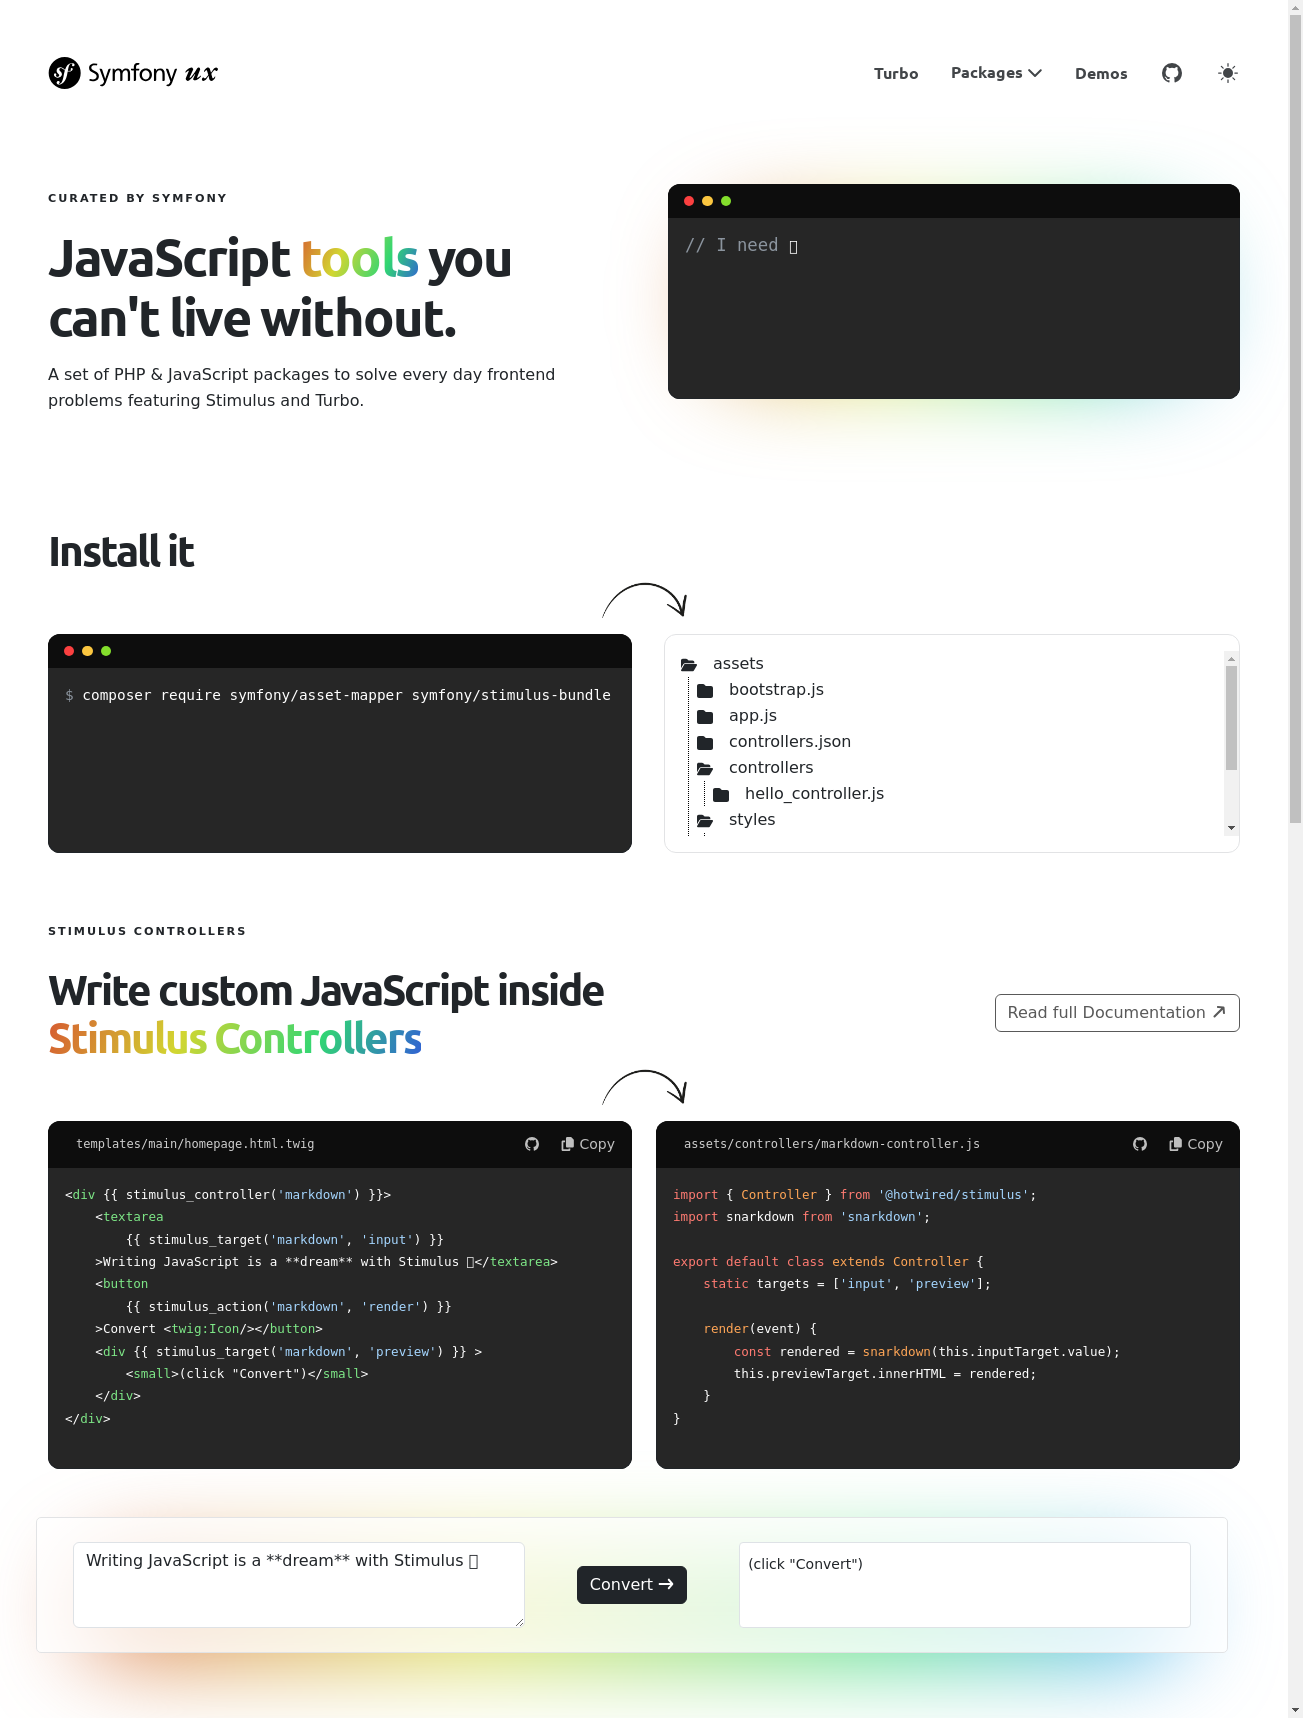 Symfony ux
Turbo
Packages
Demos
CURATED BY SYMFONY
JavaScript tools you
can't live without.
A set of PHP & JavaScript packages to solve every day frontend
problems featuring Stimulus and Turbo.
// I need
Install it
$ composer require symfony/asset-mapper symfony/stimulus-bundle
assets
bootstrap.js
app.js
controllers.json
controllers
hello_controller.js
styles
STIMULUS CONTROLLERS
Write custom JavaScript inside
Stimulus Controllers
Read full Documentation
templates/main/homepage.html.twig
Copy
<div {{ stimulus_controller('markdown') }}>
    <textarea
        {{ stimulus_target('markdown', 'input') }}
    >Writing JavaScript is a **dream** with Stimulus </textarea>
    <button
        {{ stimulus_action('markdown', 'render') }}
    >Convert <twig:Icon/></button>
    <div {{ stimulus_target('markdown', 'preview') }} >
        <small>(click "Convert")</small>
    </div>
</div>
assets/controllers/markdown-controller.js
Copy
import { Controller } from '@hotwired/stimulus';
import snarkdown from 'snarkdown';
export default class extends Controller {
    static targets = ['input', 'preview'];
    render(event) {
        const rendered = snarkdown(this.inputTarget.value);
        this.previewTarget.innerHTML = rendered;
    }
}
Writing JavaScript is a **dream** with Stimulus
Convert
(click "Convert")